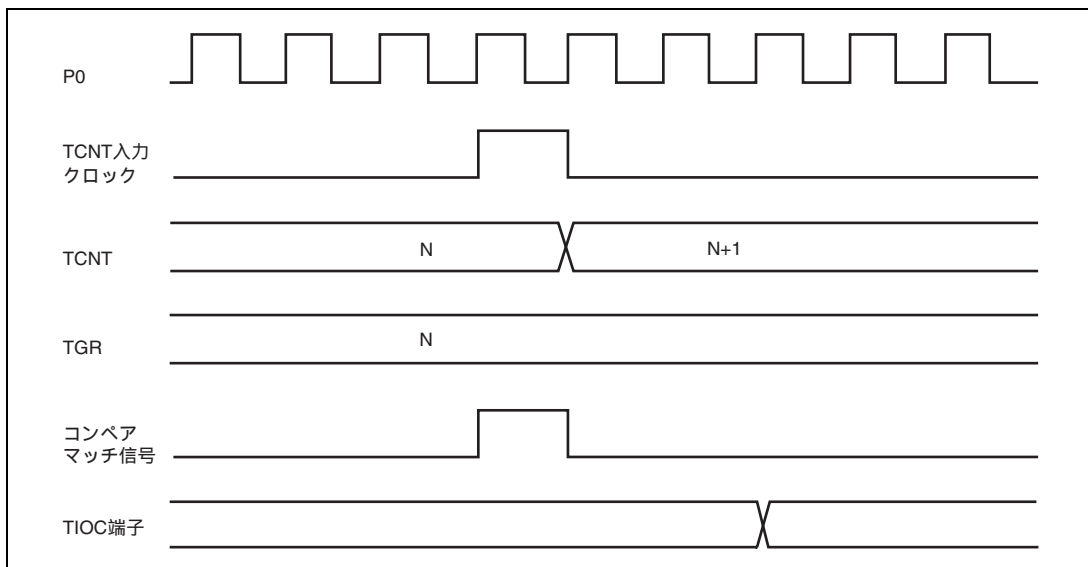 P0
TCNT入力
クロック
TCNT
N
N+1
TGR
N
コンペア
マッチ信号
TIOC端子